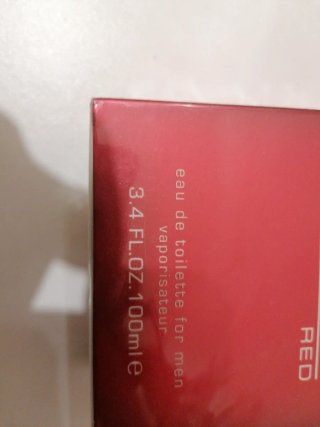 RED
eau de toilette for men
vaporisateur
3.4 FL.OZ.100ml℮